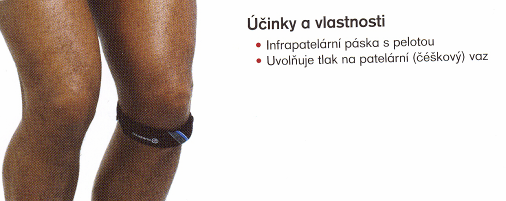 Účinky a vlastnosti
• Infrapatelární páska s pelotou
• Uvolňuje tlak na patelární (čéškový) vaz